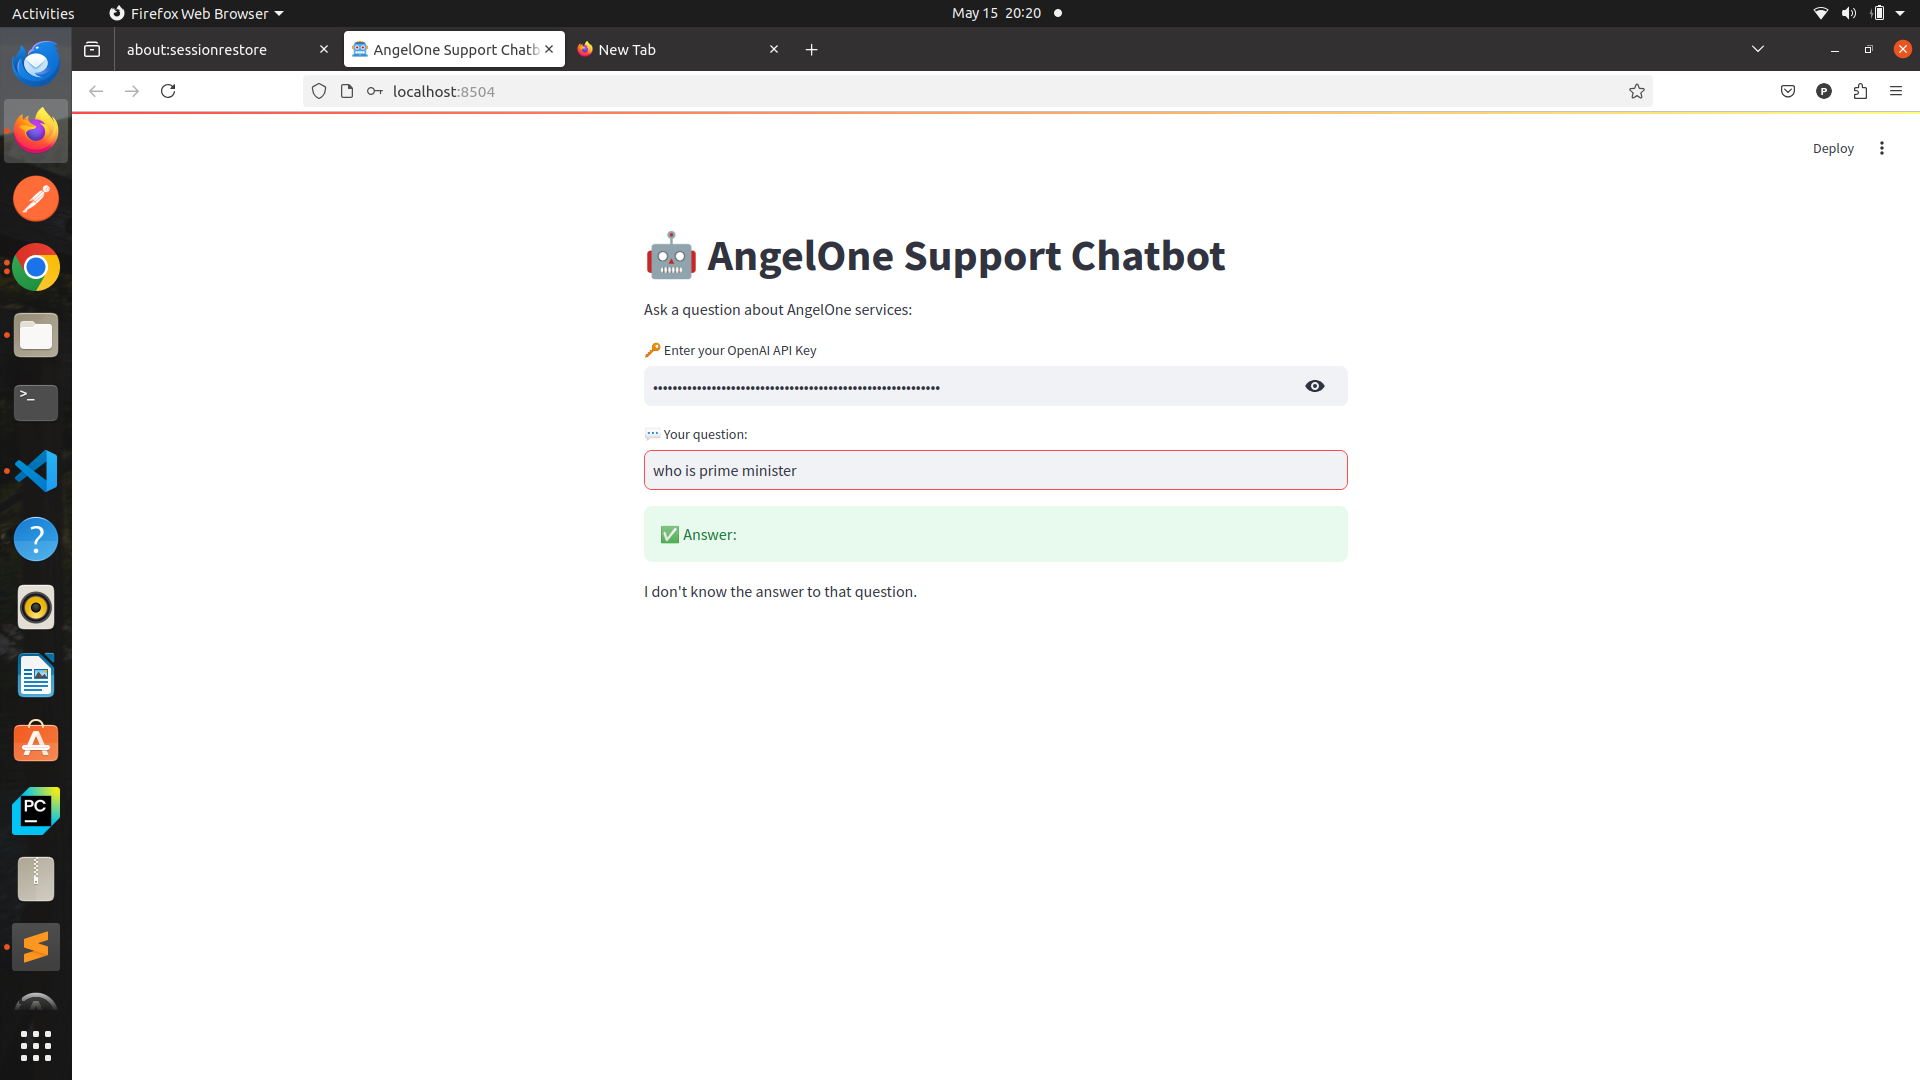 Activities
Firefox Web Browser
May 15 20:20
about:sessionrestore
AngelOne Support Chatb
New Tab
localhost:8504
P
Deploy
AngelOne Support Chatbot
Ask a question about AngelOne services:
Enter your OpenAI API Key
••••••••••••••••••••••••••••••••••••••••••••••••••••••••••
Your question:
who is prime minister
Answer:
I don't know the answer to that question.
>_
?
PC